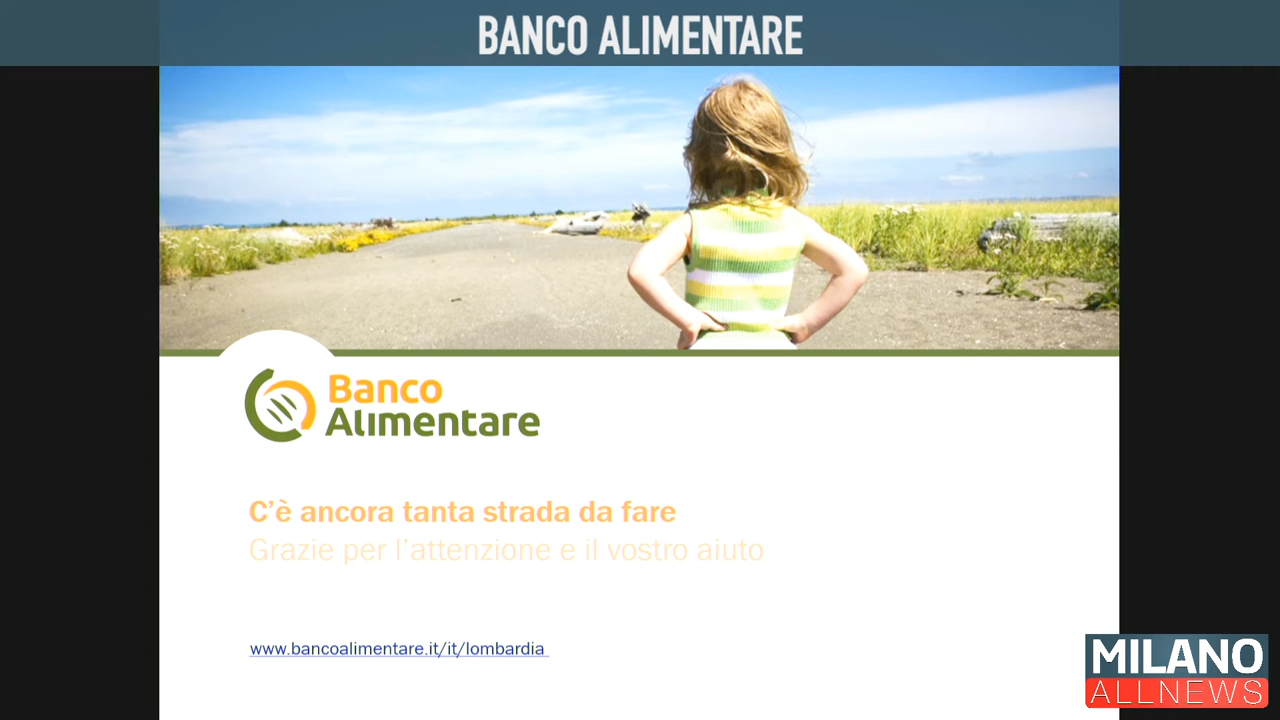 BANCO ALIMENTARE
Banco
Alimentare
C’è ancora tanta strada da fare
Grazie per l’attenzione e il vostro aiuto
www.bancoalimentare.it/it/lombardia
MILANO
ALLNEWS